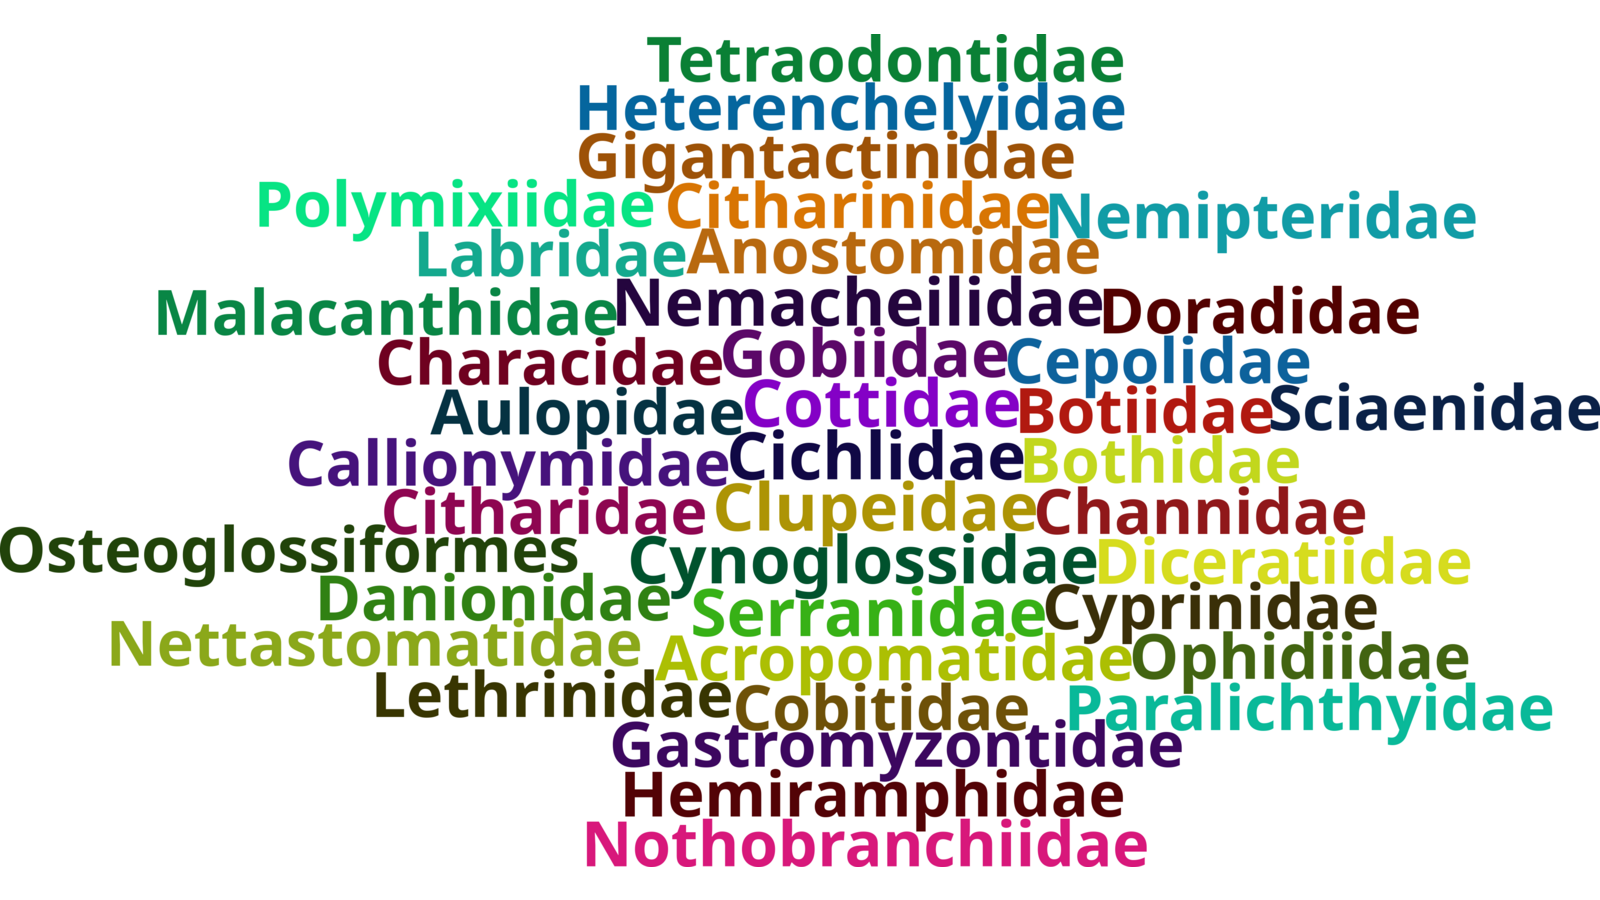 Tetraodontidae
Heterenchelyidae
Gigantactinidae
Polymixiidae Citharinidae Nemipteridae
Labridae Anostomidae
Malacanthidae Nemacheilidae Doradidae
Characidae Gobiidae Cepolidae
Aulopidae Cottidae Botiidae Sciaenidae
Callionymidae Cichlidae Bothidae
Citharidae Clupeidae Channidae
Osteoglossiformes Cynoglossidae Diceratiidae
Danionidae Serranidae Cyprinidae
Nettastomatidae Acropomatidae Ophidiidae
Lethrinidae Cobitidae Paralichthyidae
Gastromyzontidae
Hemiramphidae
Nothobranchiidae